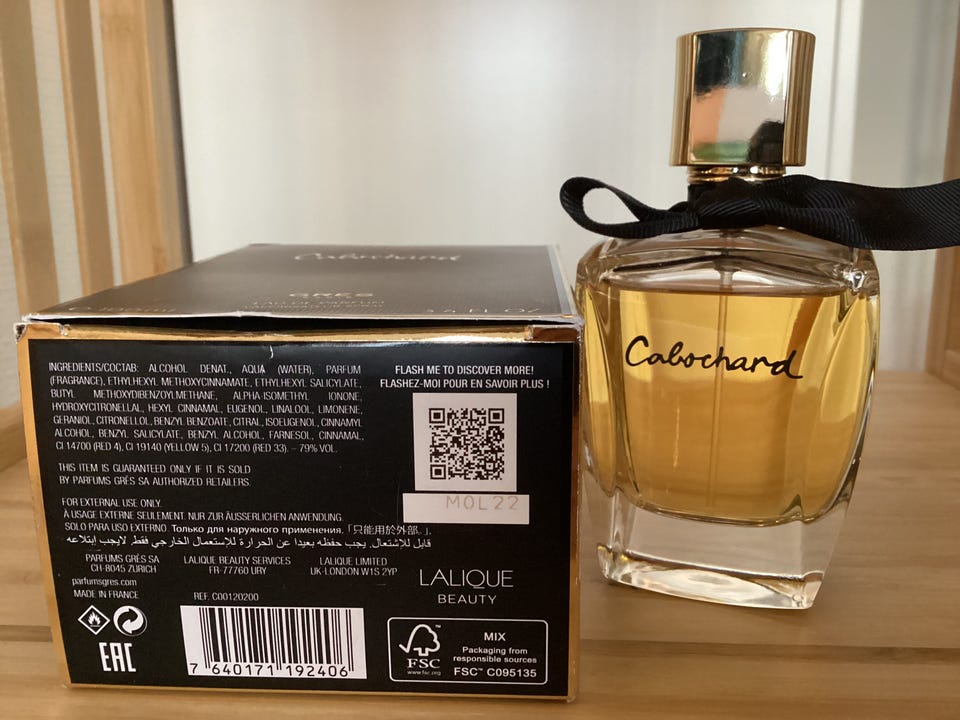 Cabochard
GRÈS
EAU DE PARFUM
INGREDIENTS/COCTAB: ALCOHOL DENAT., AQUA (WATER), PARFUM
(FRAGRANCE), ETHYLHEXYL METHOXYCINNAMATE, ETHYLHEXYL SALICYLATE,
BUTYL METHOXYDIBENZOYLMETHANE, ALPHA-ISOMETHYL IONONE,
HYDROXYCITRONELLAL, HEXYL CINNAMAL, EUGENOL, LINALOOL, LIMONENE,
GERANIOL, CITRONELLOL, BENZYL BENZOATE, CITRAL, ISOEUGENOL, CINNAMYL
ALCOHOL, BENZYL SALICYLATE, BENZYL ALCOHOL, FARNESOL, CINNAMAL,
CI 14700 (RED 4), CI 19140 (YELLOW 5), CI 17200 (RED 33). – 79% VOL.
THIS ITEM IS GUARANTEED ONLY IF IT IS SOLD
BY PARFUMS GRÈS SA AUTHORIZED RETAILERS.
FOR EXTERNAL USE ONLY.
À USAGE EXTERNE SEULEMENT. NUR ZUR ÄUSSERLICHEN ANWENDUNG.
SOLO PARA USO EXTERNO. Только для наружного применения. 「只能用於外部..」
قابل للاشتعال. يجب حفظه بعيدا عن الحرارة للاستعمال الخارجي فقط لايجب إبتلاعه
PARFUMS GRÈS SA
CH-8045 ZURICH
parfumsgres.com
MADE IN FRANCE
LALIQUE BEAUTY SERVICES
FR-77760 URY
LALIQUE LIMITED
UK-LONDON W1S 2YP
REF. C00120200
EAC
7 640171 192406
FLASH ME TO DISCOVER MORE!
FLASHEZ-MOI POUR EN SAVOIR PLUS !
MOL22
LALIQUE
BEAUTY
FSC™
www.fsc.org
MIX
Packaging from
responsible sources
FSC™ C095135
Cabochard